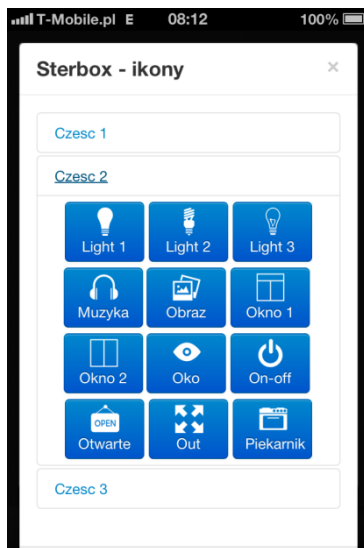 T-Mobile.pl E 08:12 100%
Sterbox - ikony ×
Czesc 1
Czesc 2
Light 1 Light 2 Light 3
Muzyka Obraz Okno 1
Okno 2 Oko On-off
OPEN
Otwarte Out Piekarnik
Czesc 3